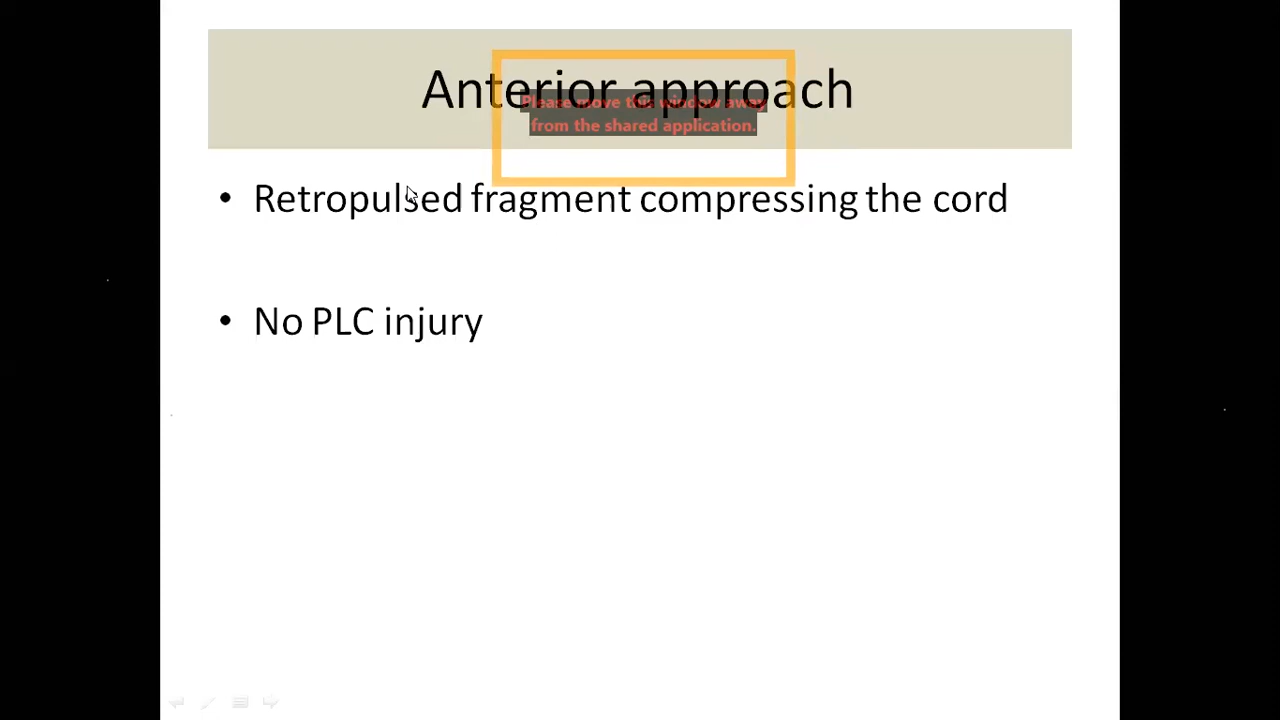 Anterior approach
Please move this window away
from the shared application.
• Retropulsed fragment compressing the cord
• No PLC injury